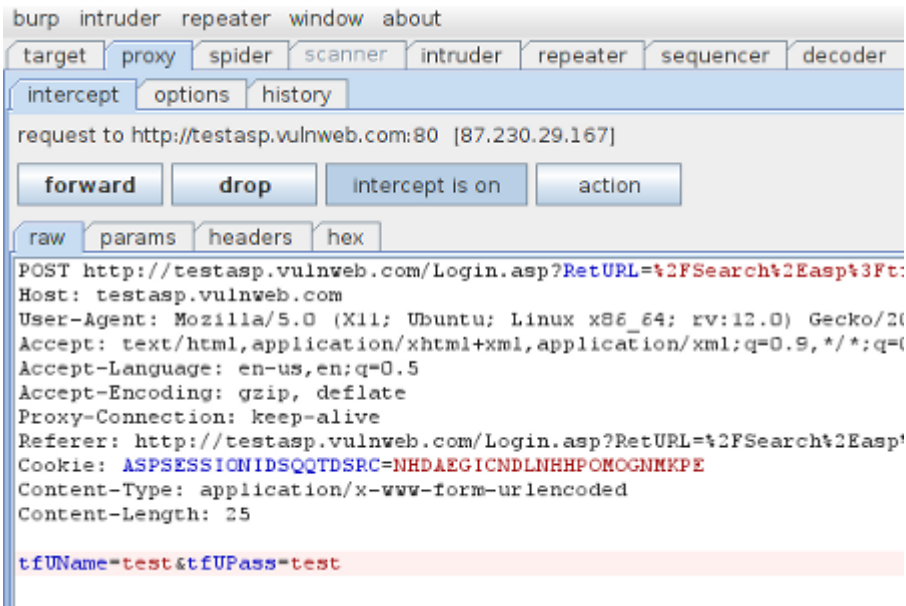 burp intruder repeater window about
target proxy spider scanner intruder repeater sequencer decoder
intercept options history
request to http://testasp.vulnweb.com:80 [87.230.29.167]
forward drop intercept is on action
raw params headers hex
POST http://testasp.vulnweb.com/Login.asp?RetURL=%2FSearch%2Easp%3Ft
Host: testasp.vulnweb.com
User-Agent: Mozilla/5.0 (X11; Ubuntu; Linux x86_64; rv:12.0) Gecko/20
Accept: text/html,application/xhtml+xml,application/xml;q=0.9,*/*;q=0
Accept-Language: en-us,en;q=0.5
Accept-Encoding: gzip, deflate
Proxy-Connection: keep-alive
Referer: http://testasp.vulnweb.com/Login.asp?RetURL=%2FSearch%2Easp%
Cookie: ASPSESSIONIDSQQTDSRC=NHDAEGICNDLNHHPOMOGNMKPE
Content-Type: application/x-www-form-urlencoded
Content-Length: 25
tfUName=test&tfUPass=test